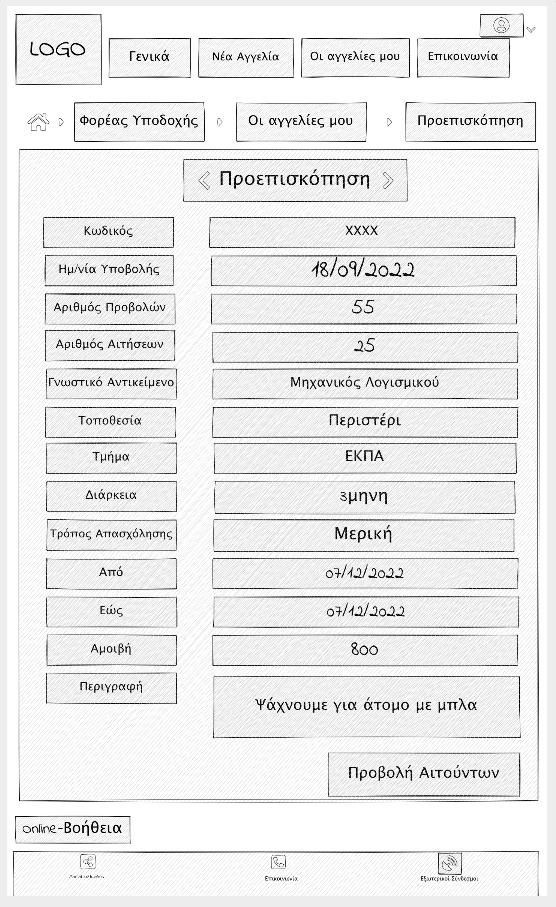 LOGO
Γενικά
Νέα Αγγελία
Οι αγγελίες μου
Επικοινωνία
Φορέας Υποδοχής
Οι αγγελίες μου
Προεπισκόπηση
Προεπισκόπηση
Κωδικός XXXX
Ημ/νία Υποβολής 18/09/2022
Αριθμός Προβολών 55
Αριθμός Αιτήσεων 25
Γνωστικό Αντικείμενο Μηχανικός Λογισμικού
Τοποθεσία Περιστέρι
Τμήμα ΕΚΠΑ
Διάρκεια 3μηνη
Τρόπος Απασχόλησης Μερική
Από 07/12/2022
Εώς 07/12/2022
Αμοιβή 800
Περιγραφή Ψάχνουμε για άτομο με μπλα
Προβολή Αιτούντων
online-Βοήθεια
Επικοινωνία
Εξωτερικοί Σύνδεσμοι